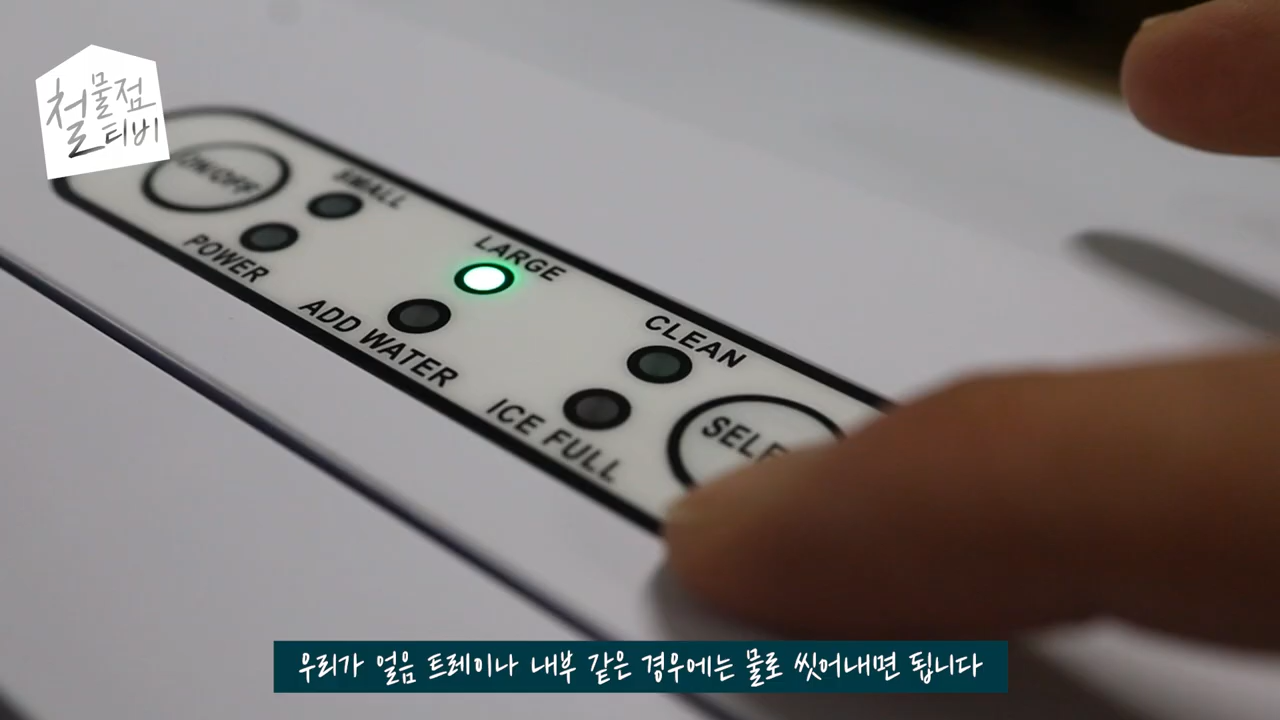 철물점
티비
ON/OFF
SMALL
POWER
LARGE
ADD WATER
CLEAN
ICE FULL
우리가 얼음 트레이나 내부 같은 경우에는 물로 씻어내면 됩니다